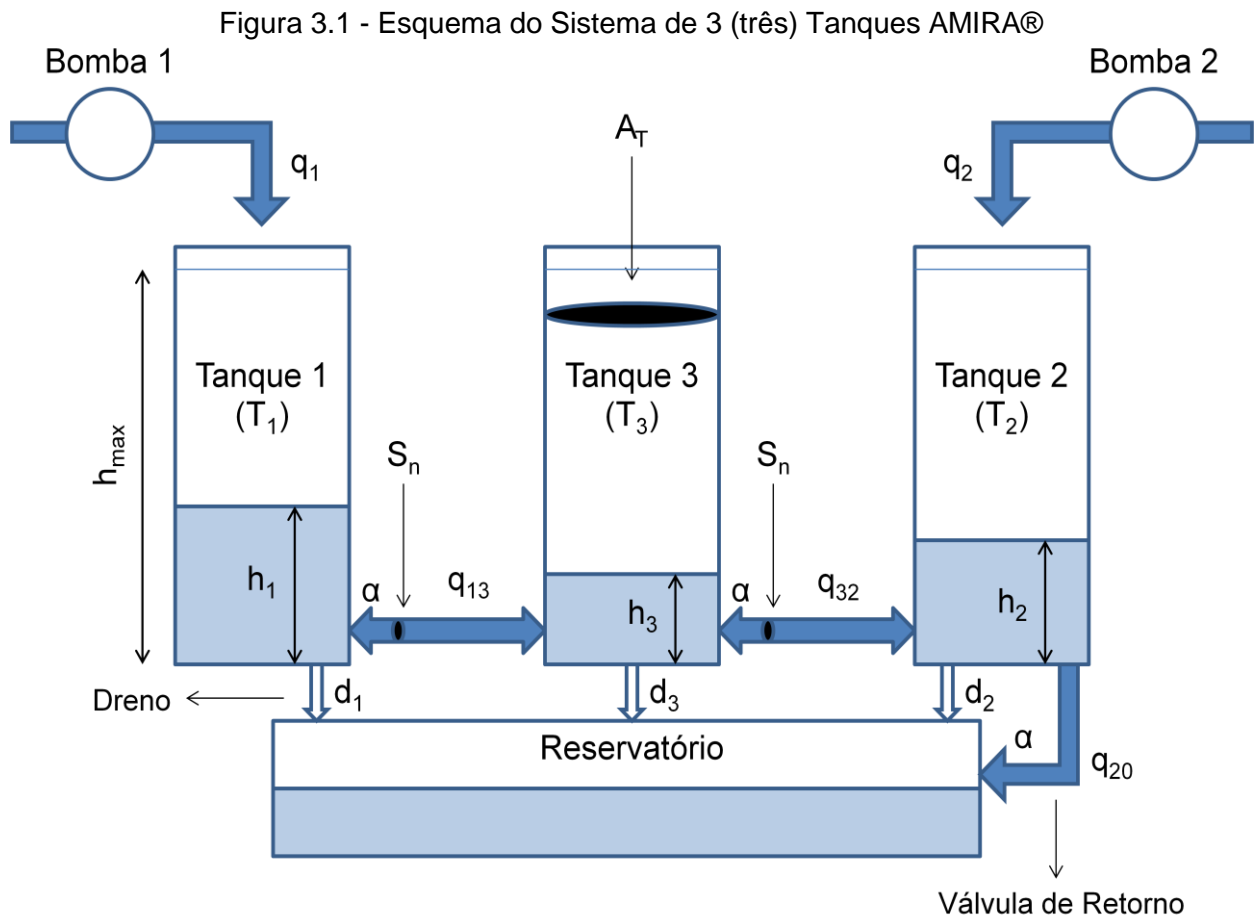 Figura 3.1 - Esquema do Sistema de 3 (três) Tanques AMIRA®
Bomba 1
Bomba 2
A_T
q₁
q₂
Tanque 1
(T₁)
Tanque 3
(T₃)
Tanque 2
(T₂)
h_max
Sₙ
Sₙ
h₁
α
q₁₃
h₃
α
q₃₂
h₂
Dreno
d₁
d₃
d₂
Reservatório
α
q₂₀
Válvula de Retorno